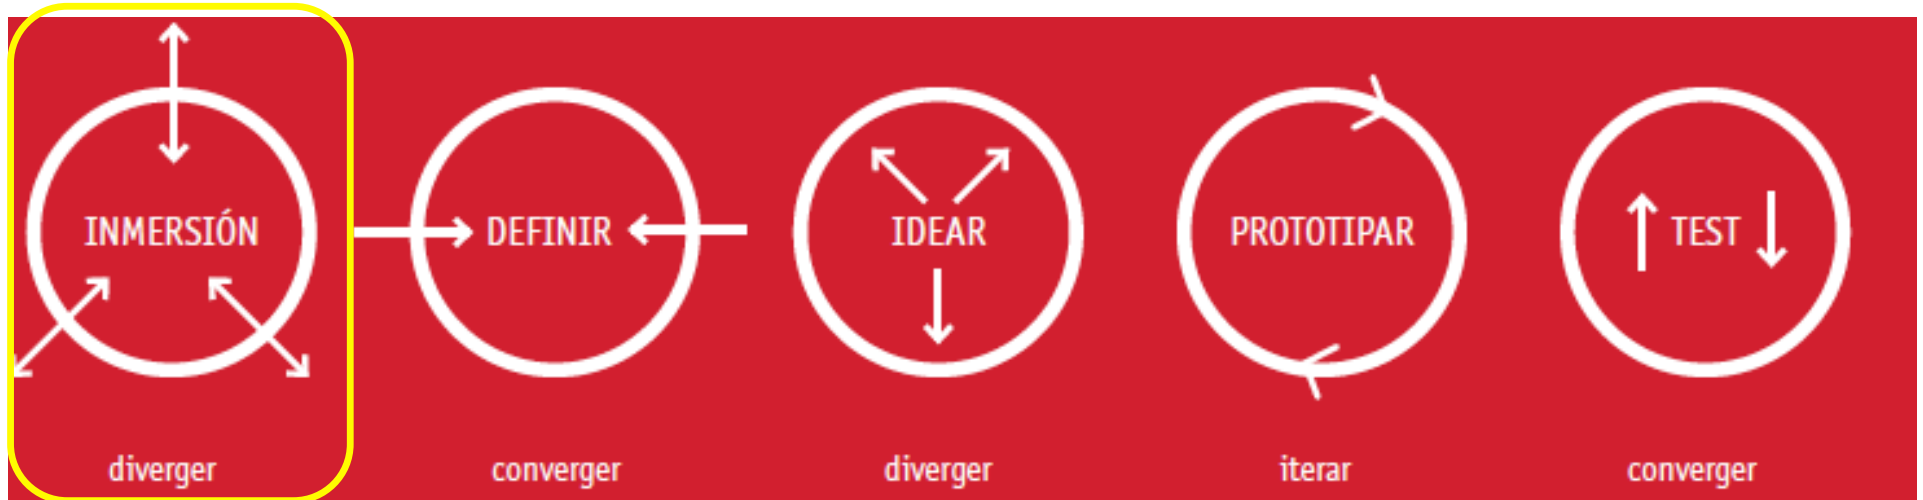 INMERSIÓN
DEFINIR
IDEAR
PROTOTIPAR
TEST
diverger
converger
diverger
iterar
converger